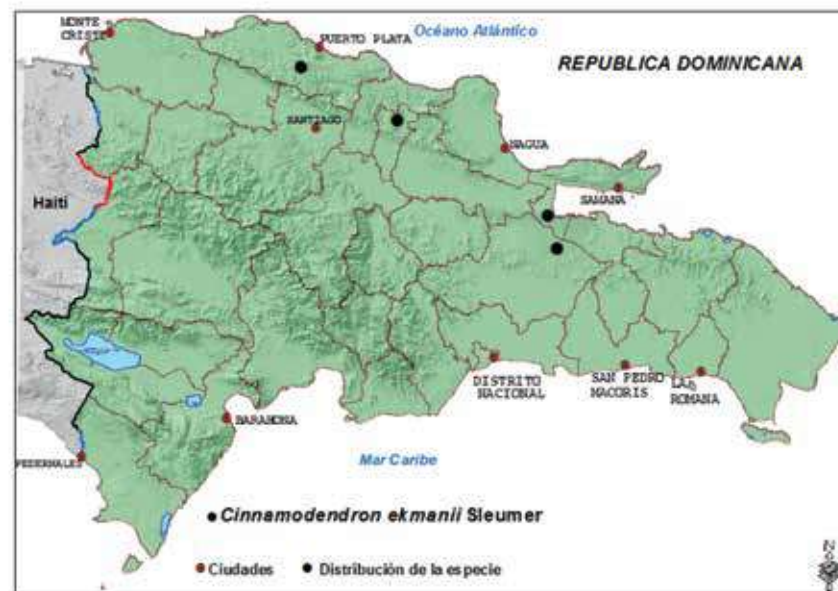 MONTE
CRISTI
PUERTO PLATA
Océano Atlántico
REPUBLICA DOMINICANA
SANTIAGO
NAGUA
Haití
SAMANA
DISTRITO
NACIONAL
SAN PEDRO
MACORIS
LA
ROMANA
BARAHONA
PEDERNALES
Mar Caribe
Cinnamodendron ekmanii Sleumer
Ciudades
Distribución de la especie
N